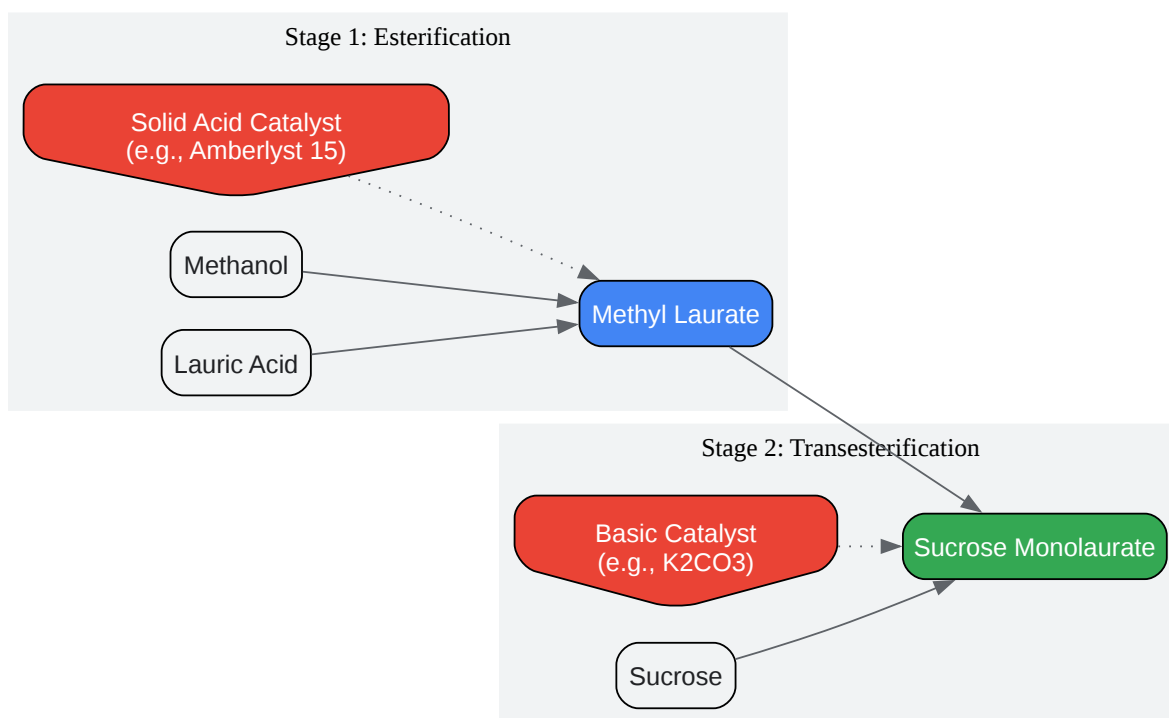 Stage 1: Esterification
Solid Acid Catalyst
(e.g., Amberlyst 15)
Methanol
Methyl Laurate
Lauric Acid
Stage 2: Transesterification
Basic Catalyst
(e.g., K2CO3)
Sucrose Monolaurate
Sucrose